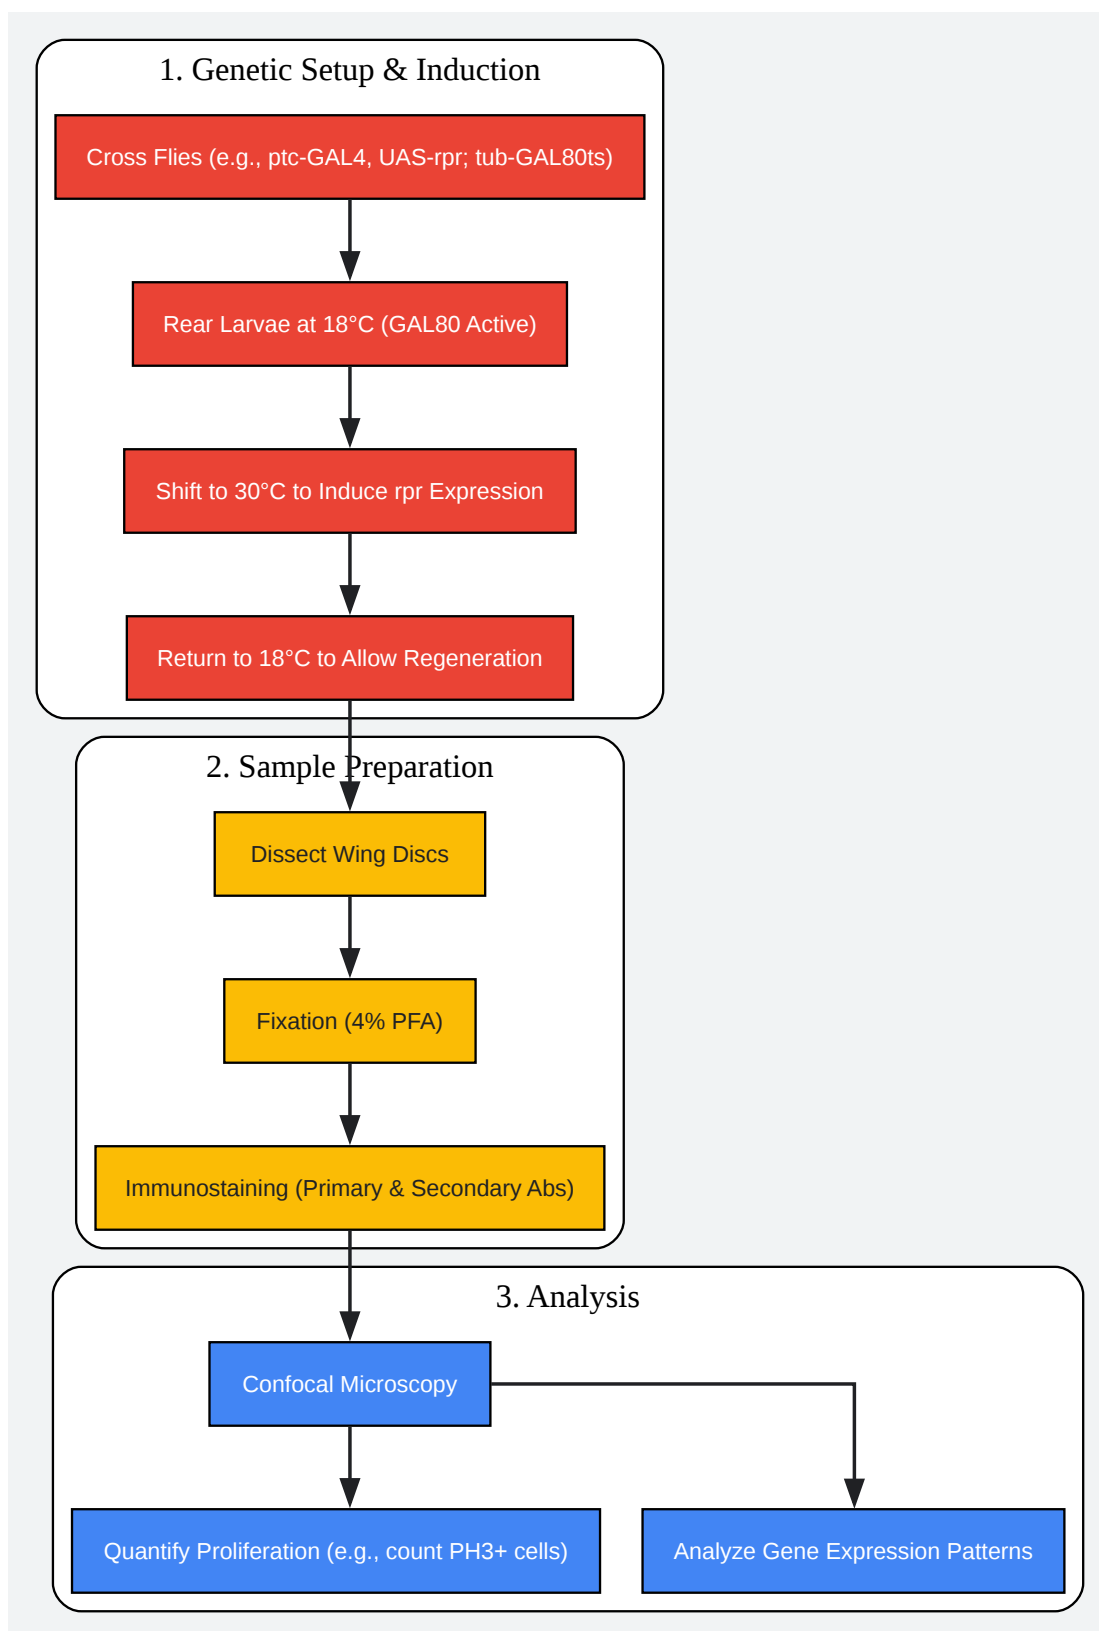 1. Genetic Setup & Induction
Cross Flies (e.g., ptc-GAL4, UAS-rpr; tub-GAL80ts)
Rear Larvae at 18°C (GAL80 Active)
Shift to 30°C to Induce rpr Expression
Return to 18°C to Allow Regeneration
2. Sample Preparation
Dissect Wing Discs
Fixation (4% PFA)
Immunostaining (Primary & Secondary Abs)
3. Analysis
Confocal Microscopy
Quantify Proliferation (e.g., count PH3+ cells)
Analyze Gene Expression Patterns